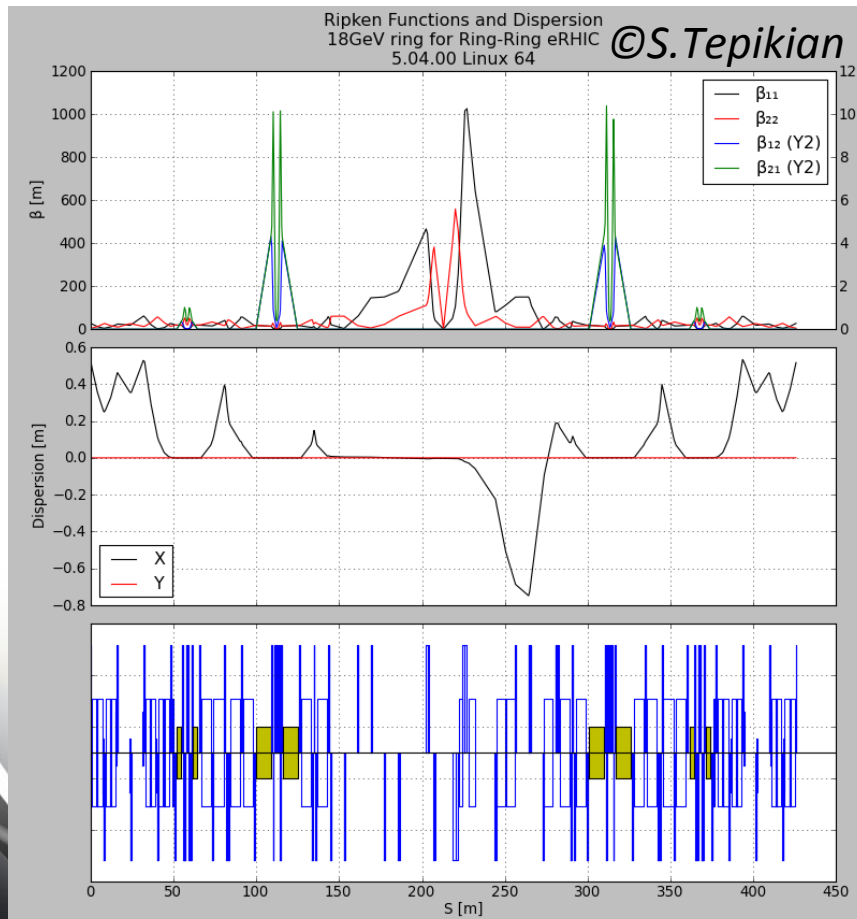 Ripken Functions and Dispersion
18GeV ring for Ring-Ring eRHIC
5.04.00 Linux 64
©S.Tepikian
1200
1000
800
600
400
200
0
β [m]
12
10
8
6
4
2
0
β₁₁
β₂₂
β₁₂ (Y2)
β₂₁ (Y2)
0.6
0.4
0.2
0.0
−0.2
−0.4
−0.6
−0.8
Dispersion [m]
X
Y
0 50 100 150 200 250 300 350 400 450
S [m]